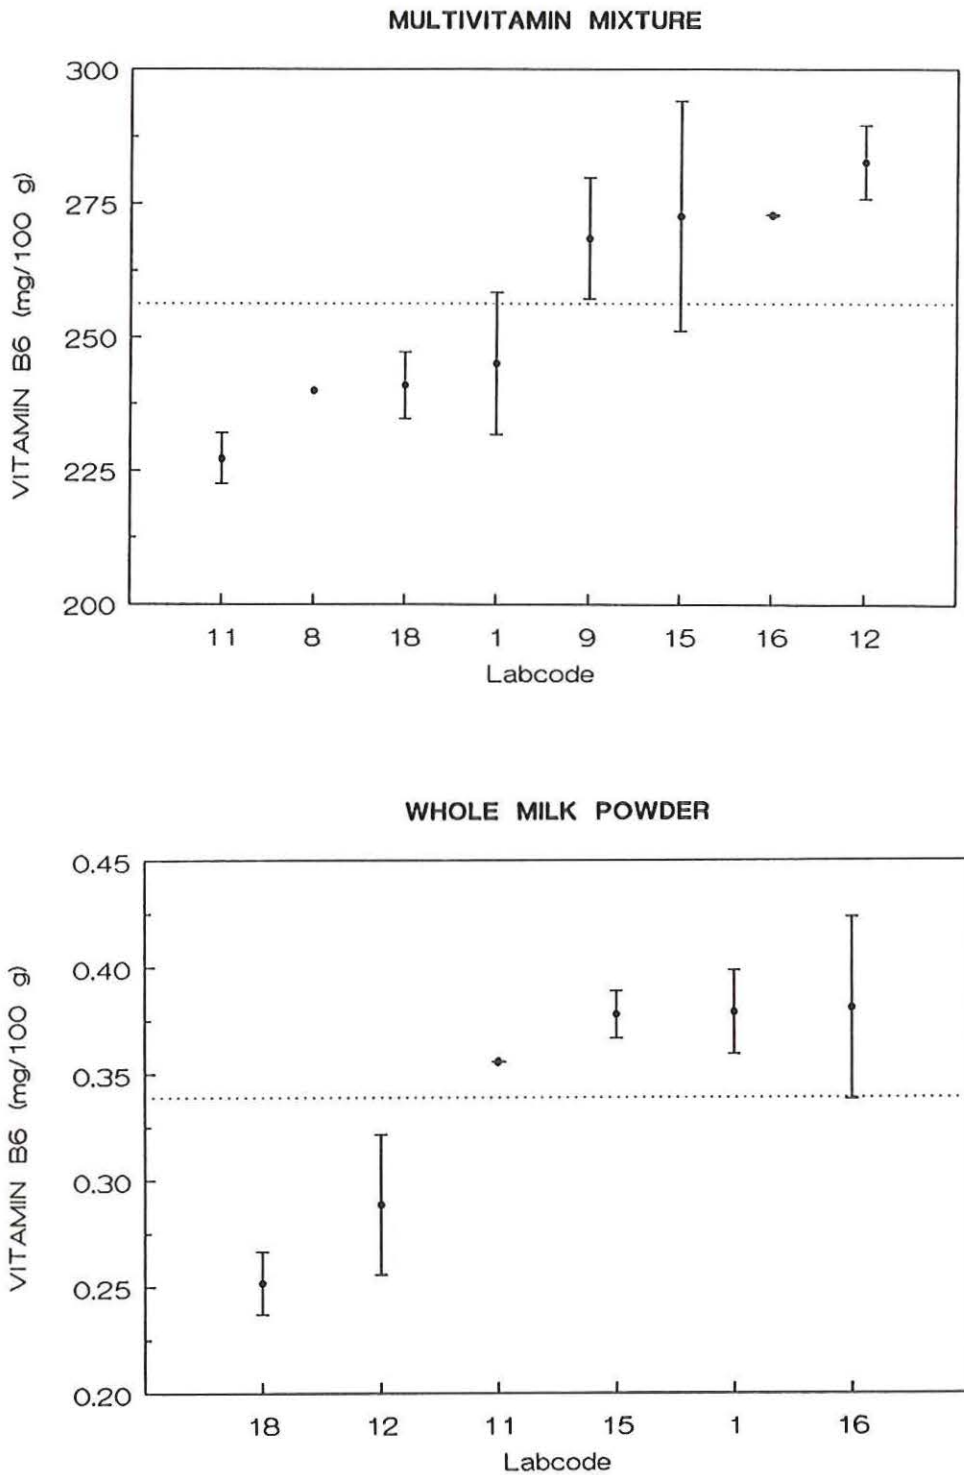 MULTIVITAMIN MIXTURE
VITAMIN B6 (mg/100 g)
300
275
250
225
200
11 8 18 1 9 15 16 12
Labcode
WHOLE MILK POWDER
VITAMIN B6 (mg/100 g)
0.45
0.40
0.35
0.30
0.25
0.20
18 12 11 15 1 16
Labcode